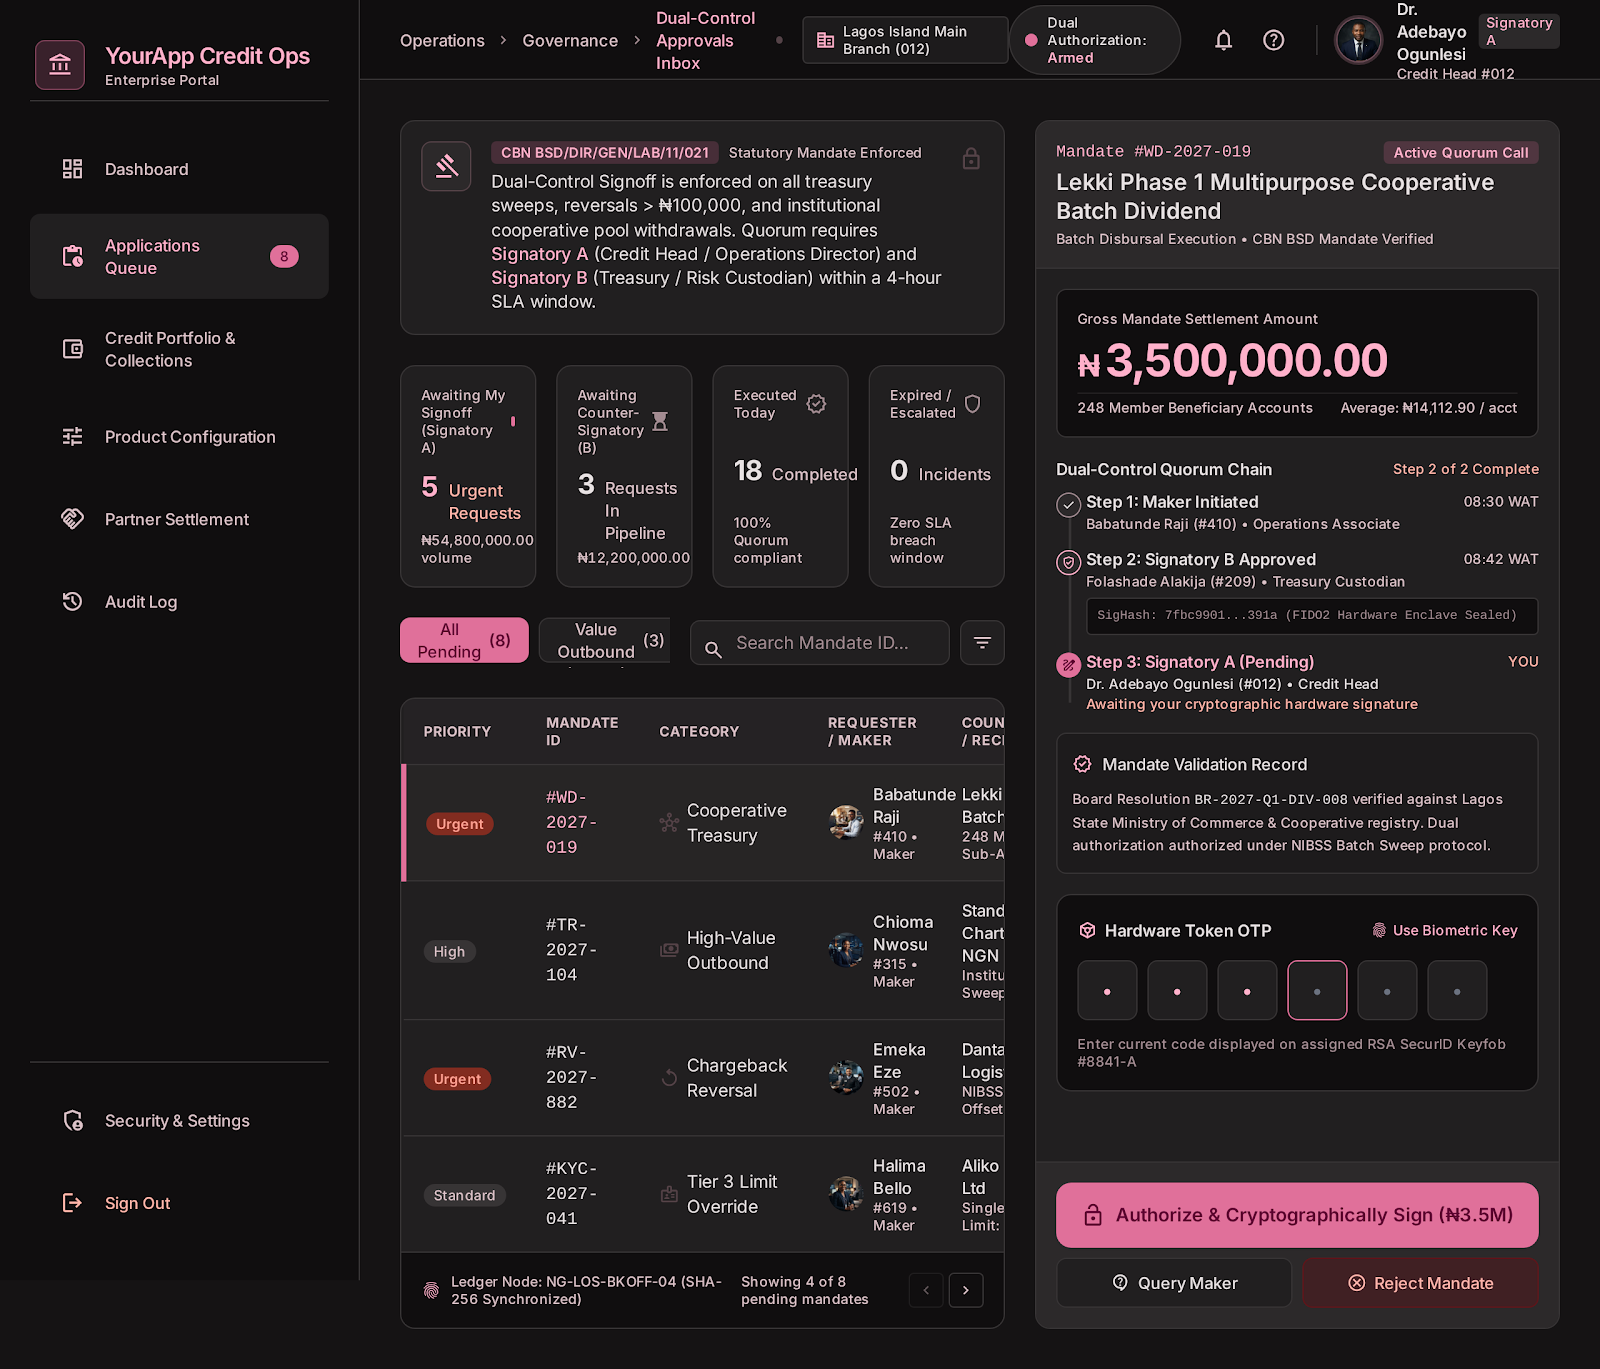 YourApp Credit Ops
Enterprise Portal
Dashboard
Applications
Queue
8
Credit Portfolio &
Collections
Product Configuration
Partner Settlement
Audit Log
Security & Settings
Sign Out
Operations
Governance
Dual-Control
Approvals
Inbox
Lagos Island Main
Branch (012)
Dual
Authorization:
Armed
Dr.
Adebayo
Ogunlesi
Credit Head #012
Signatory
A
CBN BSD/DIR/GEN/LAB/11/021 Statutory Mandate Enforced
Dual-Control Signoff is enforced on all treasury
sweeps, reversals > ₦100,000, and institutional
cooperative pool withdrawals. Quorum requires
Signatory A (Credit Head / Operations Director) and
Signatory B (Treasury / Risk Custodian) within a 4-hour
SLA window.
Awaiting My
Signoff
(Signatory
A)
5 Urgent
Requests
₦54,800,000.00
volume
Awaiting
Counter-
Signatory
(B)
3 Requests
In
Pipeline
₦12,200,000.00
Executed
Today
18 Completed
100%
Quorum
compliant
Expired /
Escalated
0 Incidents
Zero SLA
breach
window
All
Pending (8)
Value
Outbound (3)
Search Mandate ID...
PRIORITY
MANDATE
ID
CATEGORY
REQUESTER
/ MAKER
COUN
/ REC
Urgent
#WD-
2027-
019
Cooperative
Treasury
Babatunde
Raji
#410 •
Maker
Lekki
Batch
248 M
Sub-A
High
#TR-
2027-
104
High-Value
Outbound
Chioma
Nwosu
#315 •
Maker
Stand
Chart
NGN
Institu
Sweep
Urgent
#RV-
2027-
882
Chargeback
Reversal
Emeka
Eze
#502 •
Maker
Danta
Logis
NIBSS
Offset
Standard
#KYC-
2027-
041
Tier 3 Limit
Override
Halima
Bello
#619 •
Maker
Aliko
Ltd
Single
Limit:
Ledger Node: NG-LOS-BKOFF-04 (SHA-
256 Synchronized)
Showing 4 of 8
pending mandates
Mandate #WD-2027-019
Active Quorum Call
Lekki Phase 1 Multipurpose Cooperative
Batch Dividend
Batch Disbursal Execution • CBN BSD Mandate Verified
Gross Mandate Settlement Amount
₦3,500,000.00
248 Member Beneficiary Accounts
Average: ₦14,112.90 / acct
Dual-Control Quorum Chain
Step 2 of 2 Complete
Step 1: Maker Initiated
08:30 WAT
Babatunde Raji (#410) • Operations Associate
Step 2: Signatory B Approved
08:42 WAT
Folashade Alakija (#209) • Treasury Custodian
SigHash: 7fbc9901...391a (FIDO2 Hardware Enclave Sealed)
Step 3: Signatory A (Pending)
YOU
Dr. Adebayo Ogunlesi (#012) • Credit Head
Awaiting your cryptographic hardware signature
Mandate Validation Record
Board Resolution BR-2027-Q1-DIV-008 verified against Lagos
State Ministry of Commerce & Cooperative registry. Dual
authorization authorized under NIBSS Batch Sweep protocol.
Hardware Token OTP
Use Biometric Key
Enter current code displayed on assigned RSA SecurID Keyfob
#8841-A
Authorize & Cryptographically Sign (₦3.5M)
Query Maker
Reject Mandate